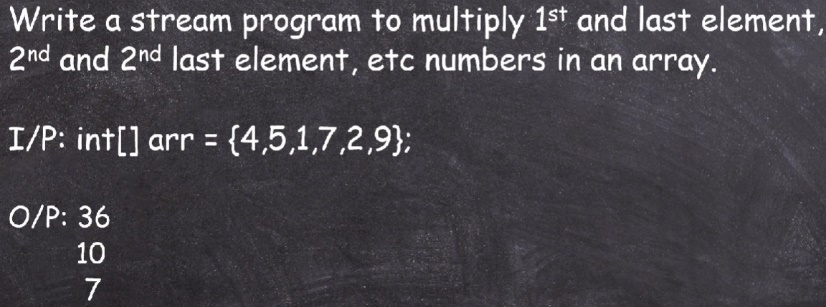 Write a stream program to multiply 1st and last element,
2nd and 2nd last element, etc numbers in an array.
I/P: int[] arr = {4,5,1,7,2,9};
O/P: 36
10
7